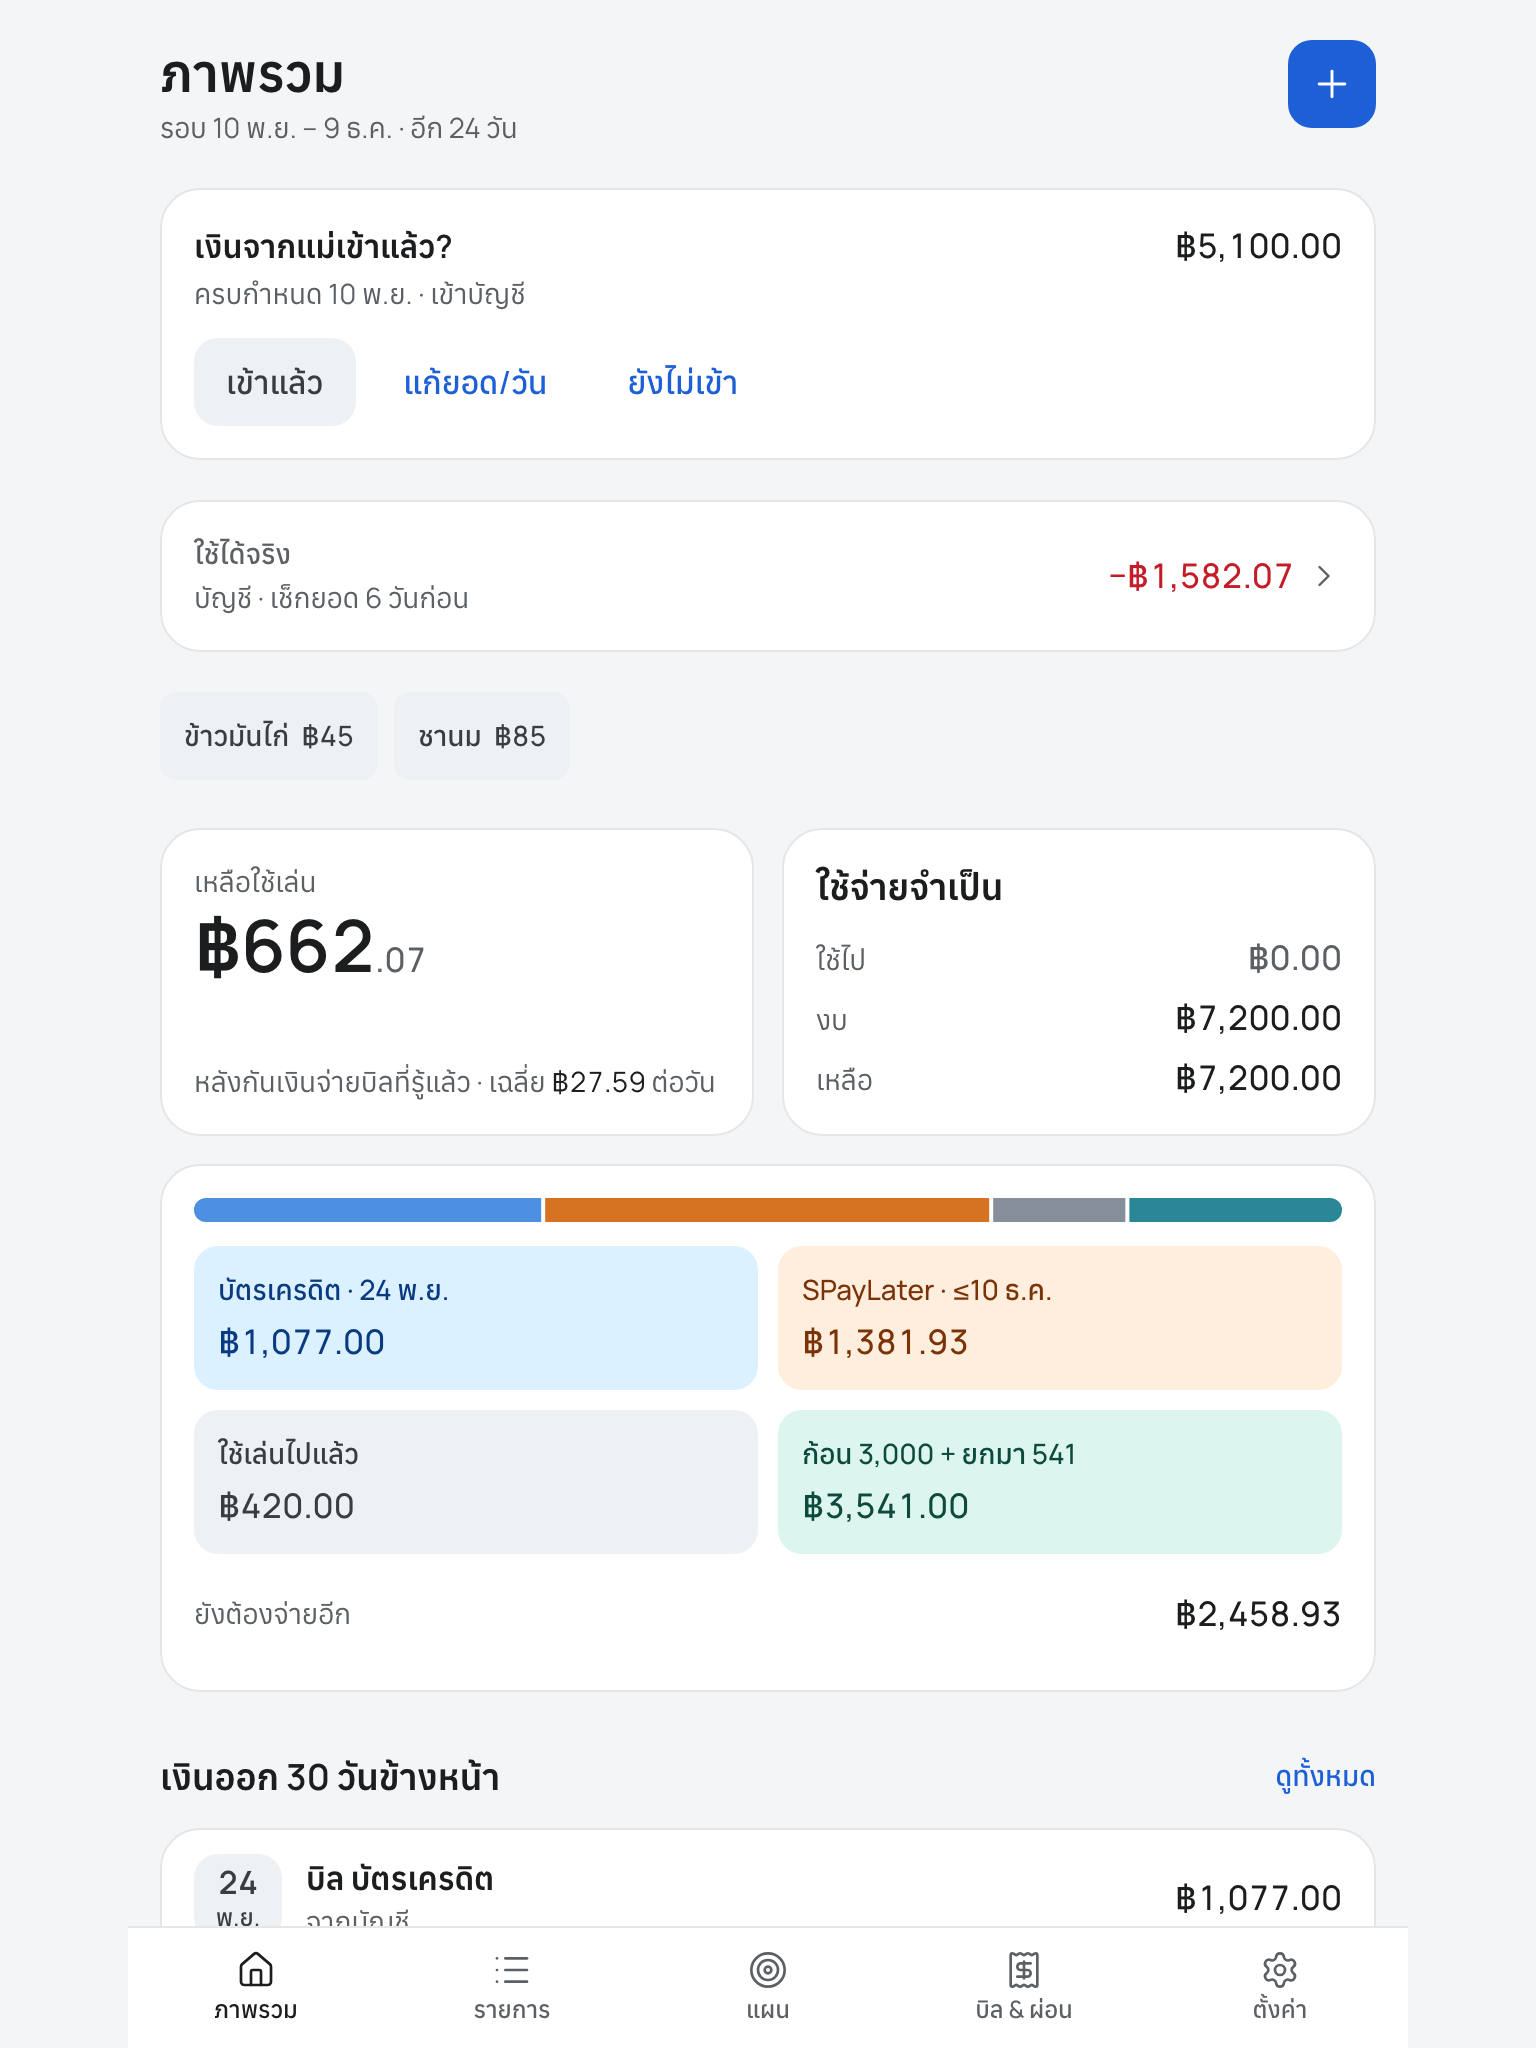 ภาพรวม
รอบ 10 พ.ย. – 9 ธ.ค. · อีก 24 วัน
เงินจากแม่เข้าแล้ว?
฿5,100.00
ครบกำหนด 10 พ.ย. · เข้าบัญชี
เข้าแล้ว
แก้ยอด/วัน
ยังไม่เข้า
ใช้ได้จริง
บัญชี · เช็กยอด 6 วันก่อน
−฿1,582.07
ข้าวมันไก่ ฿45
ชานม ฿85
เหลือใช้เล่น
฿662.07
หลังกันเงินจ่ายบิลที่รู้แล้ว · เฉลี่ย ฿27.59 ต่อวัน
ใช้จ่ายจำเป็น
ใช้ไป ฿0.00
งบ ฿7,200.00
เหลือ ฿7,200.00
บัตรเครดิต · 24 พ.ย.
฿1,077.00
SPayLater · ≤10 ธ.ค.
฿1,381.93
ใช้เล่นไปแล้ว
฿420.00
ก้อน 3,000 + ยกมา 541
฿3,541.00
ยังต้องจ่ายอีก ฿2,458.93
เงินออก 30 วันข้างหน้า
ดูทั้งหมด
24
พ.ย.
บิล บัตรเครดิต
จากบัญชี
฿1,077.00
ภาพรวม
รายการ
แผน
บิล & ผ่อน
ตั้งค่า